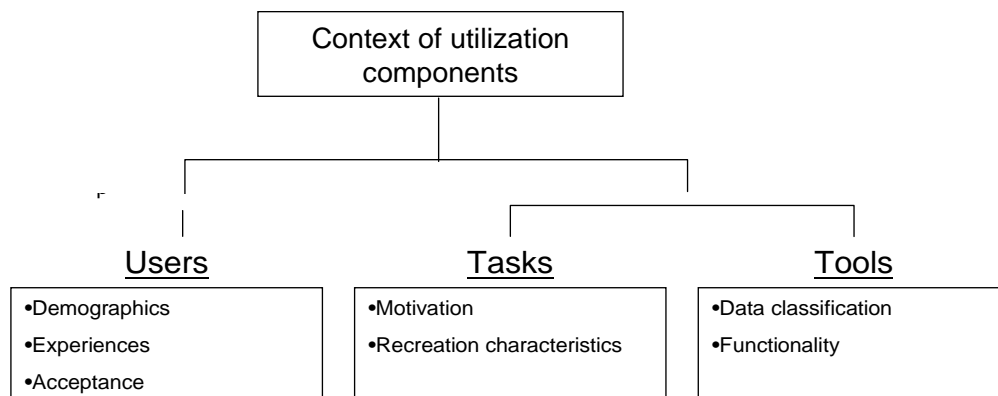 Context of utilization
components
Users
•Demographics
•Experiences
•Acceptance
Tasks
•Motivation
•Recreation characteristics
Tools
•Data classification
•Functionality